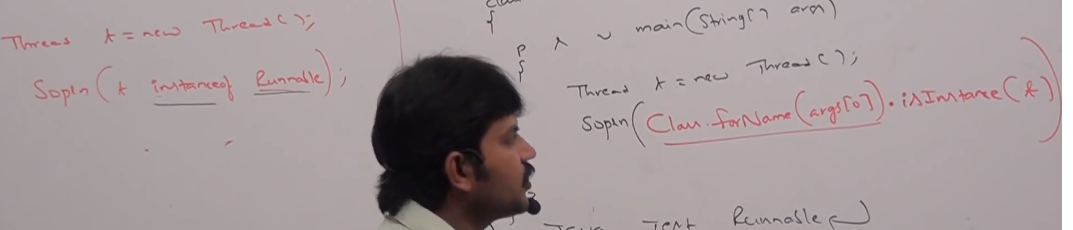 Thread t = new Thread();
Sopln(t instanceof Runnable);
{
P s v main(String[] args)
{
Thread t = new Thread();
Sopln(Class.forName(args[0]).isInstance(t)
Test Runnable